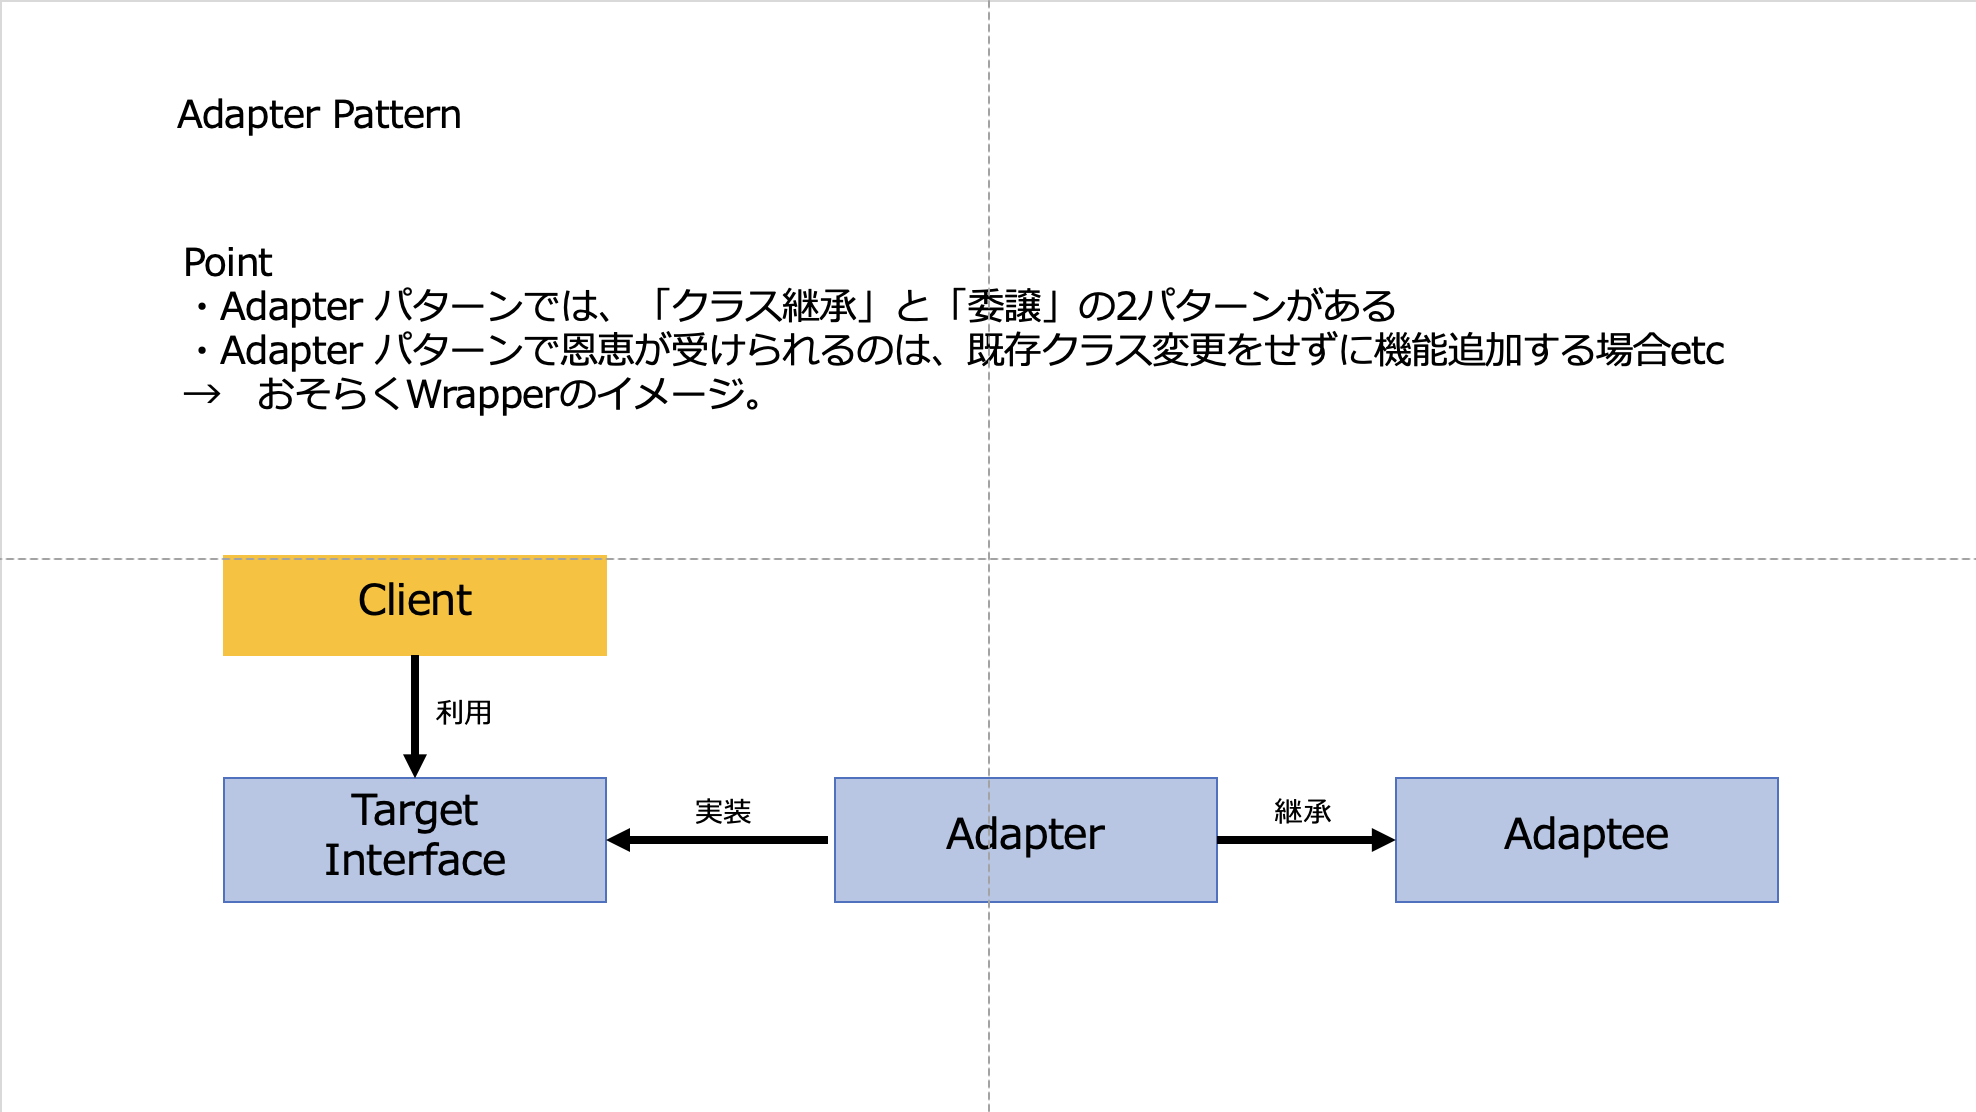 Adapter Pattern
Point
・Adapter パターンでは、「クラス継承」と「委譲」の2パターンがある
・Adapter パターンで恩恵が受けられるのは、既存クラス変更をせずに機能追加する場合etc
→　おそらくWrapperのイメージ。
Client
利用
Target
Interface
実装
Adapter
継承
Adaptee